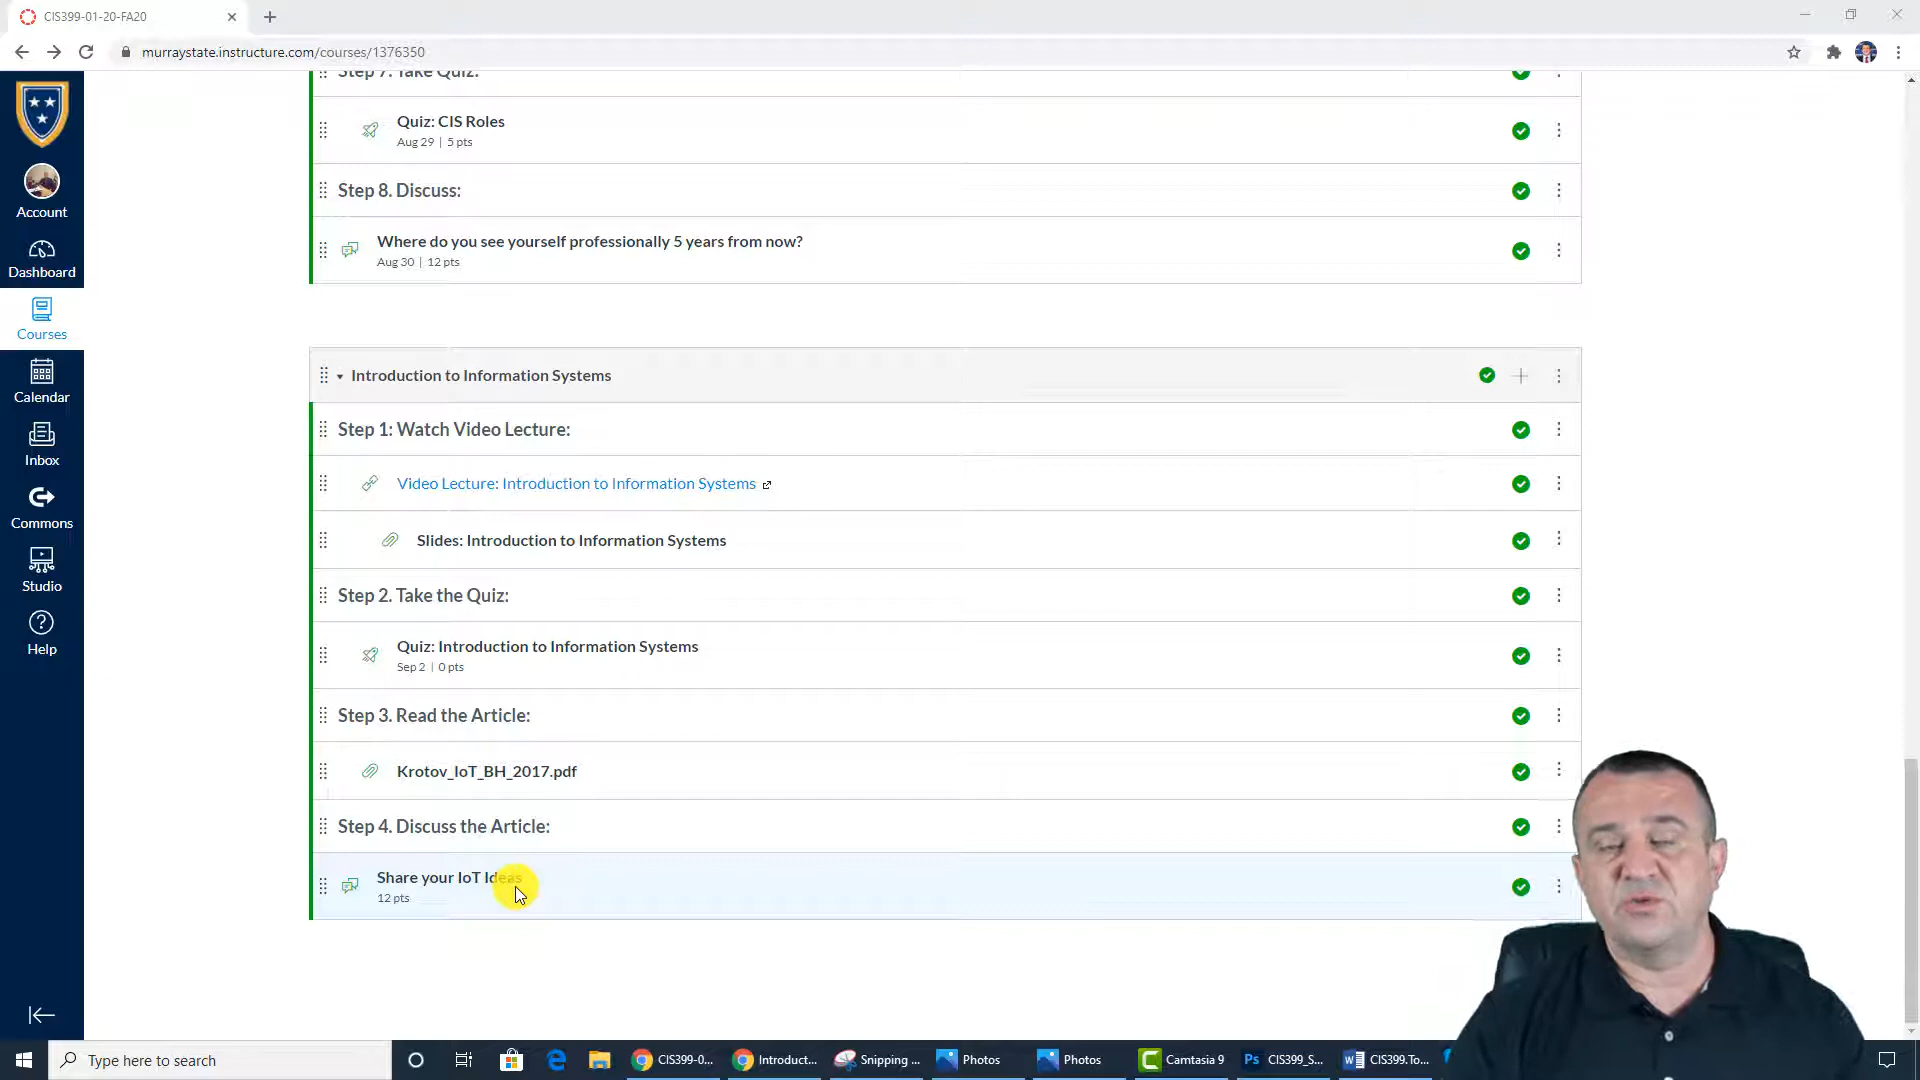 CIS399-01-20-FA20
murraystate.instructure.com/courses/1376350
Account
Dashboard
Courses
Calendar
Inbox
Commons
Studio
Help
Step 7. Take Quiz:
Quiz: CIS Roles
Aug 29 | 5 pts
Step 8. Discuss:
Where do you see yourself professionally 5 years from now?
Aug 30 | 12 pts
Introduction to Information Systems
Step 1: Watch Video Lecture:
Video Lecture: Introduction to Information Systems
Slides: Introduction to Information Systems
Step 2. Take the Quiz:
Quiz: Introduction to Information Systems
Sep 2 | 0 pts
Step 3. Read the Article:
Krotov_IoT_BH_2017.pdf
Step 4. Discuss the Article:
Share your IoT Ideas
12 pts
Type here to search
CIS399-0...
Introduct...
Snipping ...
Photos
Photos
C
Camtasia 9
Ps
CIS399_S...
W
CIS399.To...